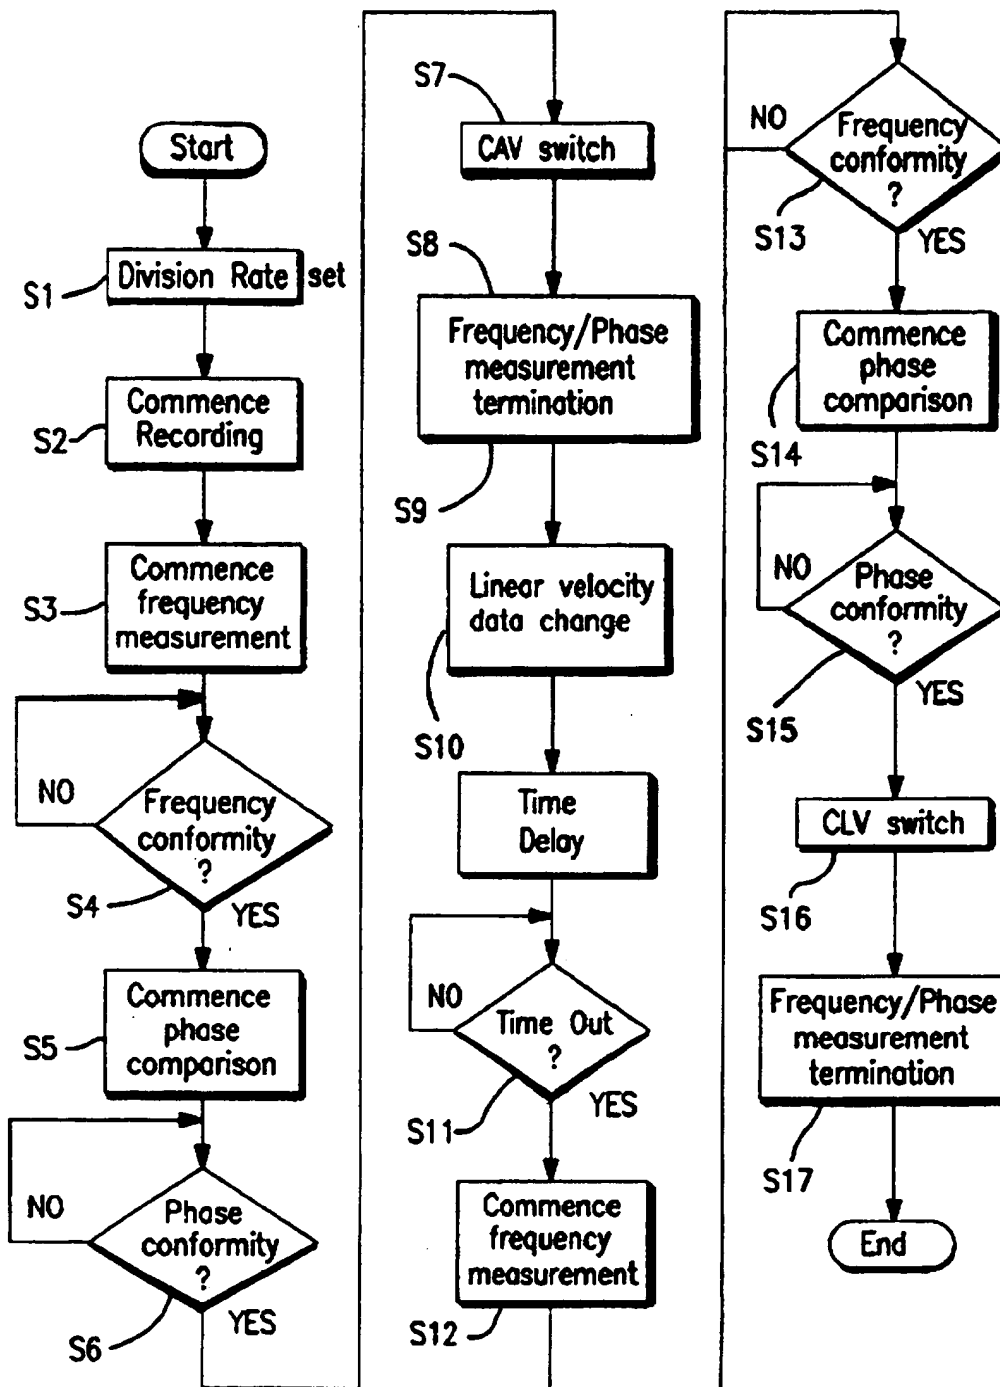 Start
S1
Division Rate set
S2
Commence
Recording
S3
Commence
frequency
measurement
NO
Frequency
conformity
?
S4
YES
S5
Commence
phase
comparison
NO
Phase
conformity
?
S6
YES
S7
CAV switch
S8
Frequency/Phase
measurement
termination
S9
Linear velocity
data change
S10
Time
Delay
NO
Time Out
?
S11
YES
Commence
frequency
measurement
S12
NO
Frequency
conformity
?
S13
YES
Commence
phase
comparison
S14
NO
Phase
conformity
?
S15
YES
CLV switch
S16
Frequency/Phase
measurement
termination
S17
End